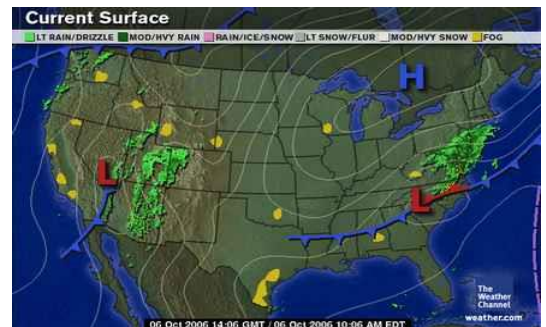 Current Surface
LT RAIN/DRIZZLE MOD/HVY RAIN RAIN/ICE/SNOW LT SNOW/FLUR MOD/HVY SNOW FOG
H
L
L
The
Weather
Channel
weather.com
06 Oct 2006 14:06 GMT / 06 Oct 2006 10:06 AM EDT